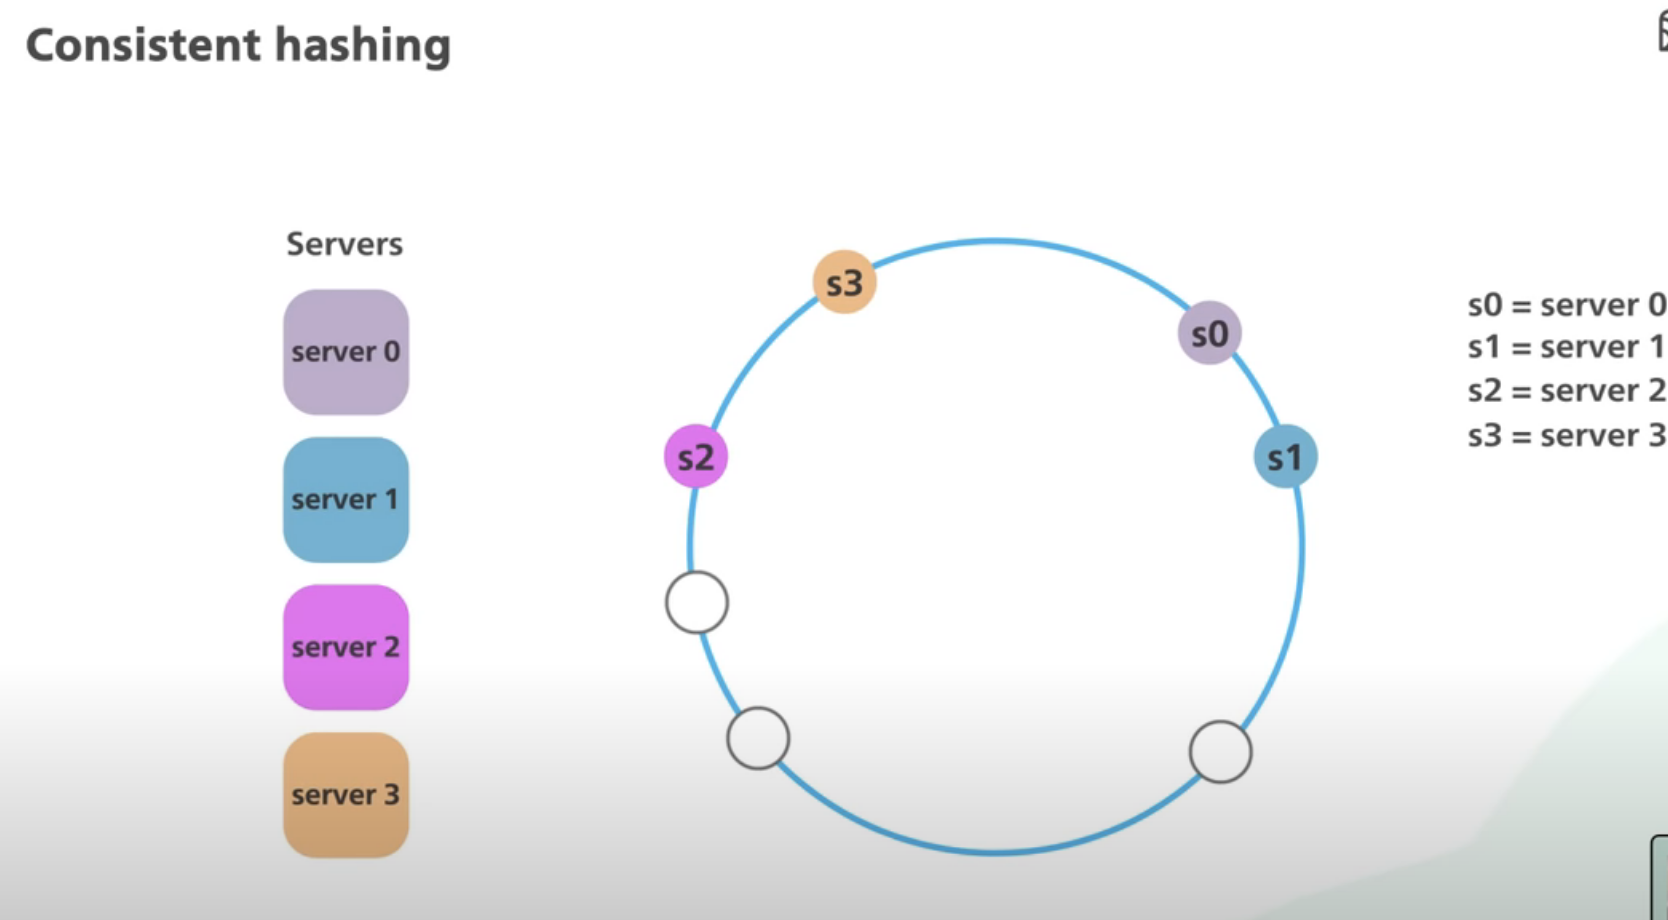 Consistent hashing
Servers
server 0
server 1
server 2
server 3
s3
s0
s2
s1
s0 = server 0
s1 = server 1
s2 = server 2
s3 = server 3